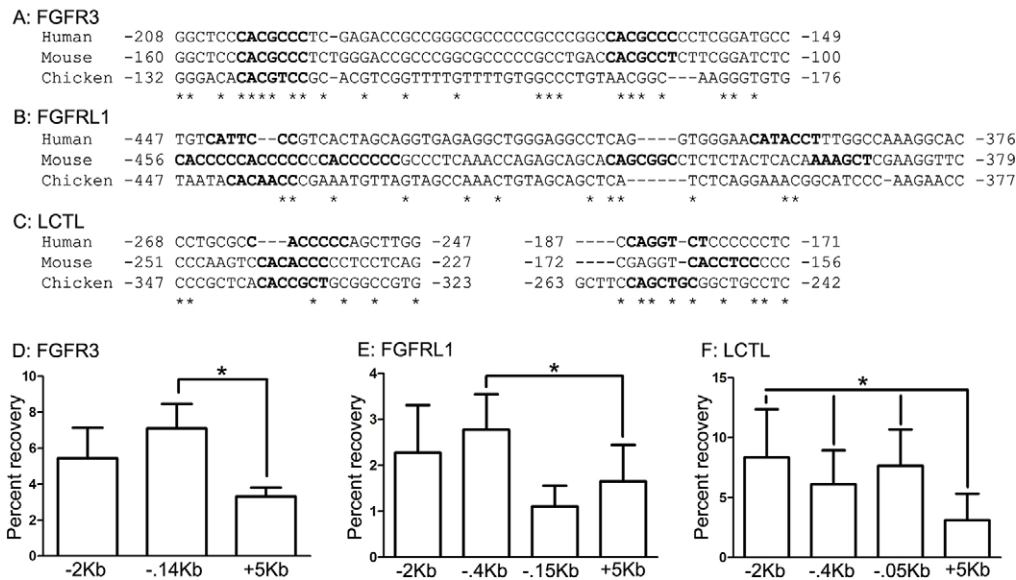 A: FGFR3
Human -208 GGCTCCCACGCCCTC-GAGACCGCCGGGCGCCCCCGCCCGGCCACGCCCCCTCGGATGCC -149
Mouse -160 GGCTCCCACGCCCTCTGGGACCGCCGGCGCCCCCGCCTGACCACGCCTCTTCGGATCTC -100
Chicken -132 GGGACACACGTCCGC-ACGTCGGTTTTGTTTTGTGGCCCTGTAACGGC---AAGGGTGTG -176
B: FGFRL1
Human -447 TGTCATTC--CCGTCACTAGCAGGTGAGAGGCTGGGAGGCCTCAG----GTGGGAACATACCTTTGGCCAAAGGCAC -376
Mouse -456 CACCCCCACCCCCCCACCCCCCGCCCTCAAACCAGAGCAGCACAGCGGCCTCTCTACTCACAAAAGCTCGAAGGTTC -379
Chicken -447 TAATACACAACCCGAAATGTTAGTAGCCAAACTGTAGCAGCTCA------TCTCAGGAAACGGCATCCC-AAGAACC -377
C: LCTL
Human -268 CCTGCGCCC---ACCCCCAGCTTGG -247 -187 ----CCAGGT-CTCCCCCCTC -171
Mouse -251 CCCAAGTCCACACCCCCTCCTCAG -227 -172 ----CGAGGT-CACCTCCCCC -156
Chicken -347 CCCGCTCACACCGCTGCGGCCGTG -323 -263 GCTTCCAGCTGCGGCTGCCTC -242
D: FGFR3
Percent recovery
10
8
6
4
2
0
*
-2Kb -.14Kb +5Kb
E: FGFRL1
Percent recovery
4
3
2
1
0
*
-2Kb -.4Kb -.15Kb +5Kb
F: LCTL
Percent recovery
15
10
5
0
*
-2Kb -.4Kb -.05Kb +5Kb